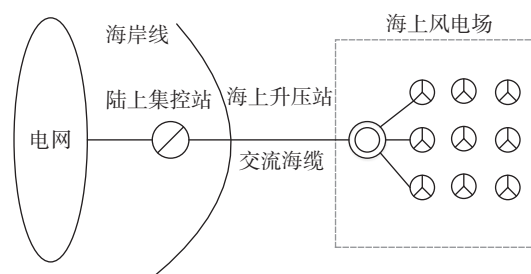 海上风电场
海岸线
陆上集控站
海上升压站
电网
交流海缆